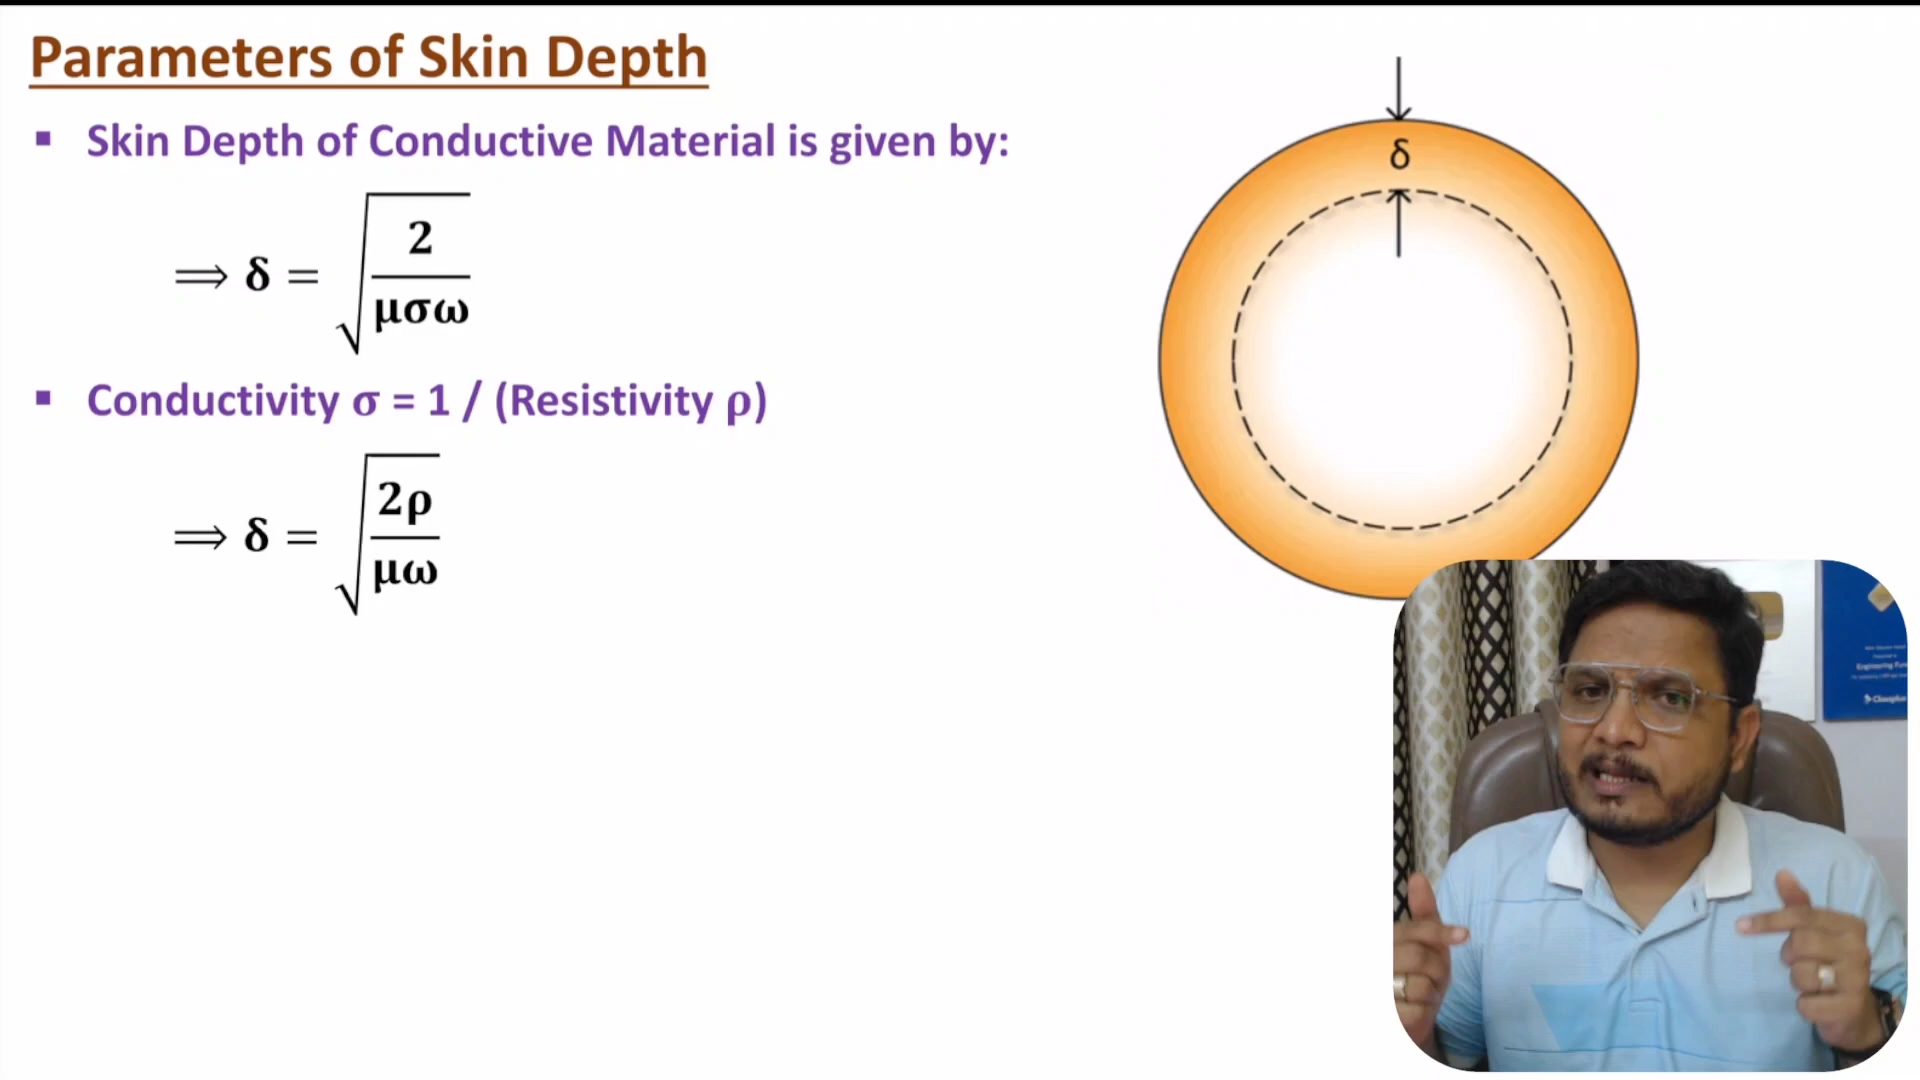 Parameters of Skin Depth
▪ Skin Depth of Conductive Material is given by:
⟹ δ = √(2/μσω)
▪ Conductivity σ = 1 / (Resistivity ρ)
⟹ δ = √(2ρ/μω)
δ